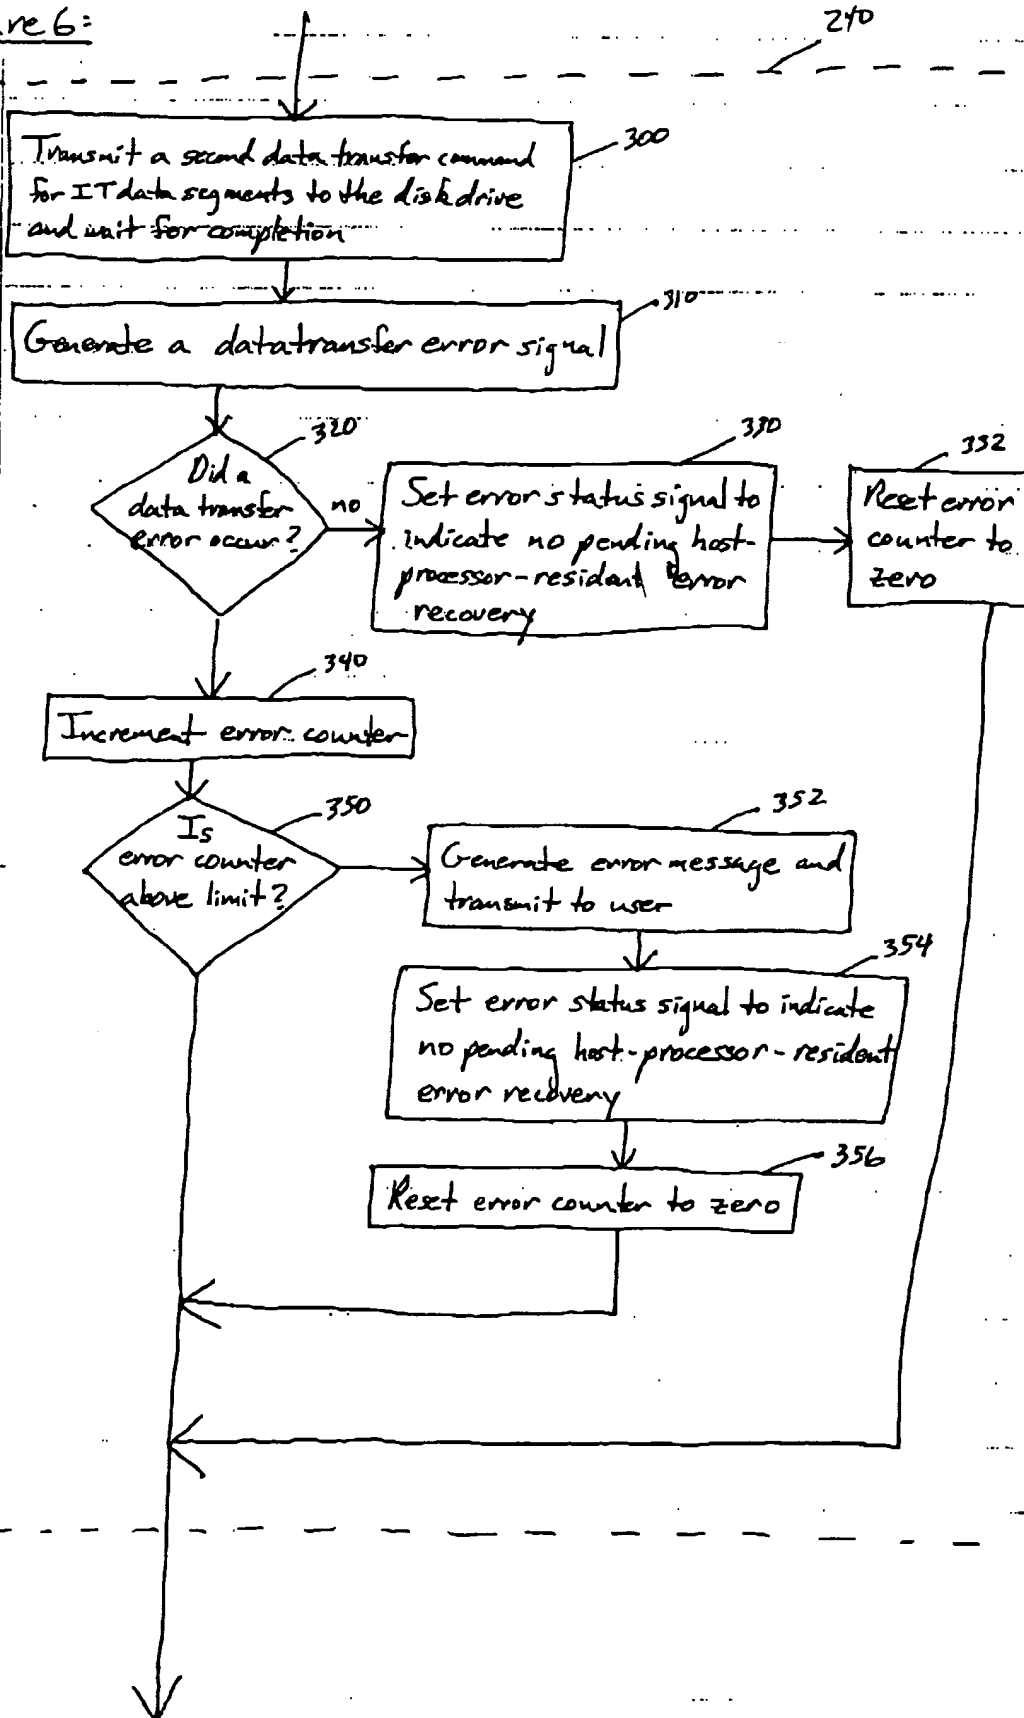 re 6:
240
Transmit a second data transfer command
for IT data segments to the disk drive
and wait for completion
300
310
Generate a data transfer error signal
320
Did a
data transfer
error occur?
no
330
Set error status signal to
indicate no pending host-
processor-resident error
recovery
332
Reset error
counter to
zero
340
Increment error counter
350
Is
error counter
above limit?
352
Generate error message and
transmit to user
354
Set error status signal to indicate
no pending host-processor-resident
error recovery
356
Reset error counter to zero